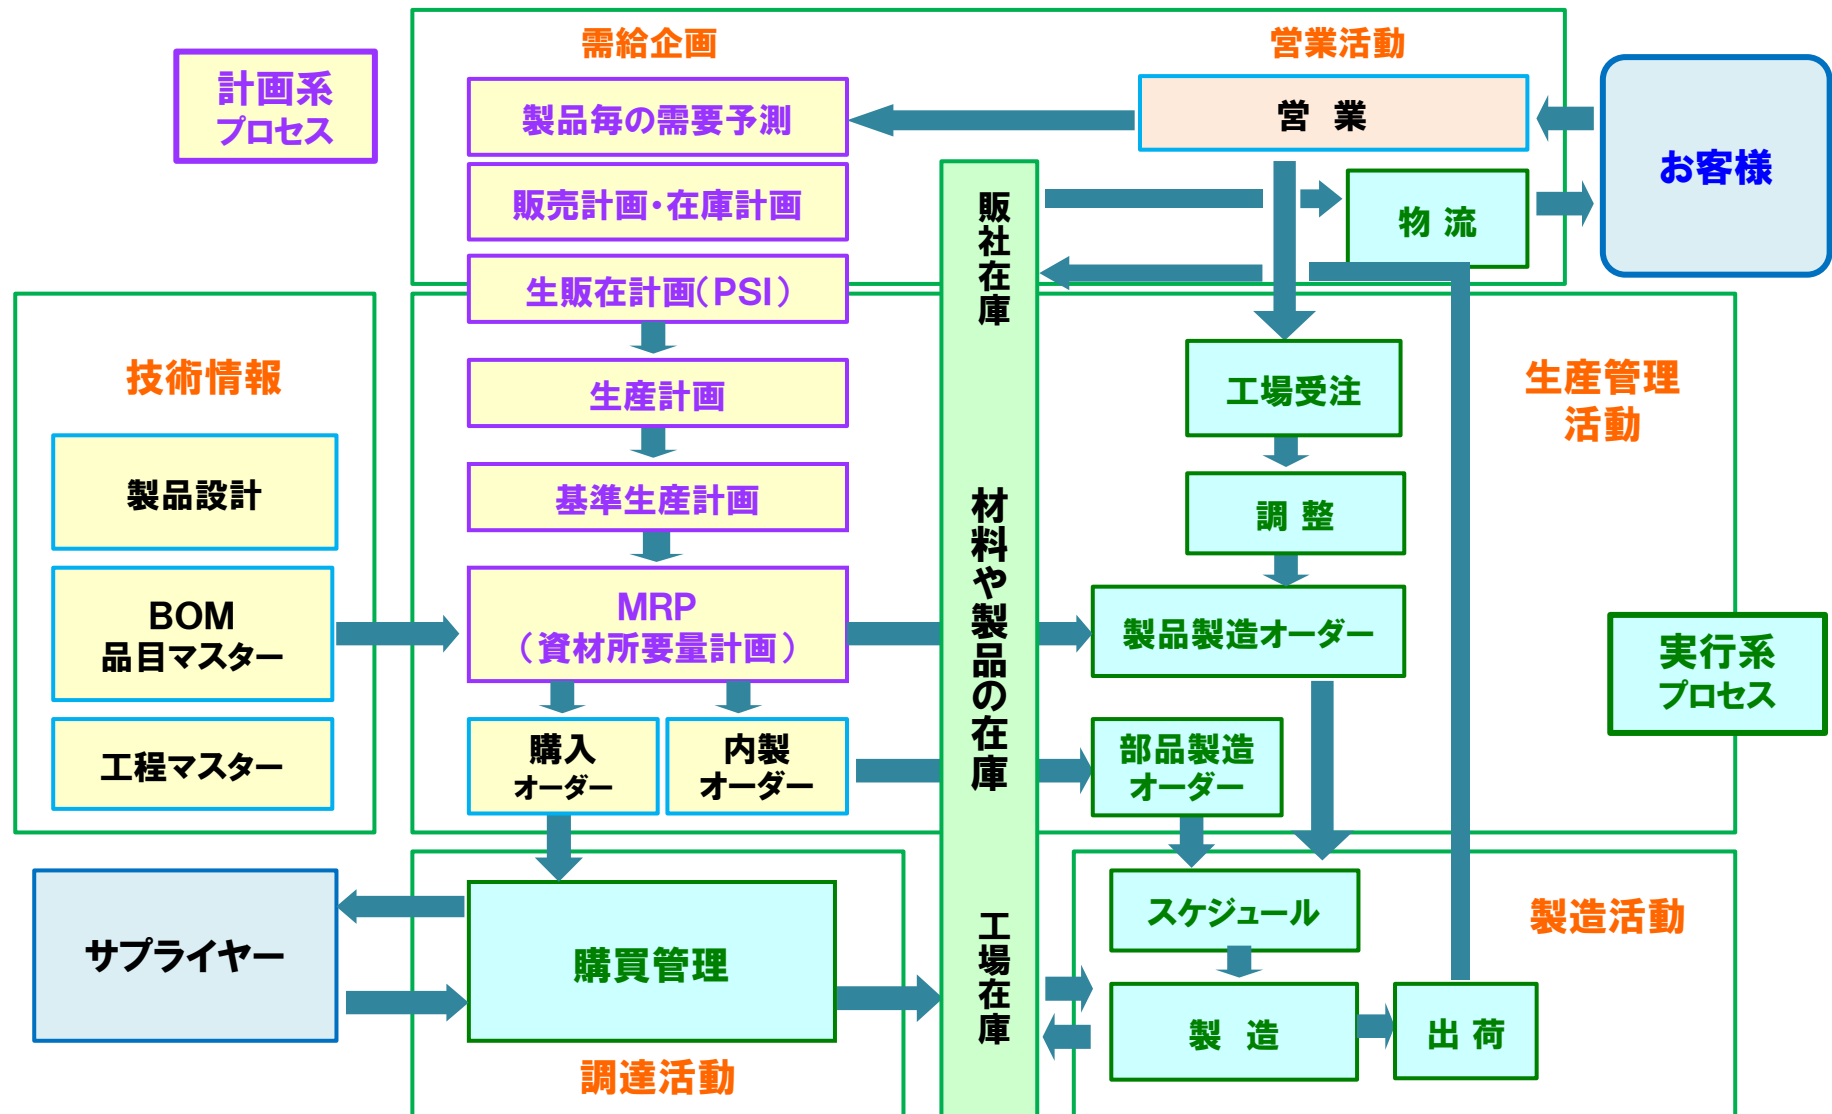 需給企画
営業活動
計画系
プロセス
製品毎の需要予測
営 業
お客様
販売計画・在庫計画
販社在庫
物 流
生販在計画(PSI)
技術情報
生産計画
工場受注
生産管理
活動
製品設計
基準生産計画
材料や製品の在庫
調 整
BOM
品目マスター
MRP
(資材所要量計画)
製品製造オーダー
実行系
プロセス
工程マスター
購入
オーダー
内製
オーダー
部品製造
オーダー
サプライヤー
購買管理
工場在庫
スケジュール
製造活動
製 造
出 荷
調達活動